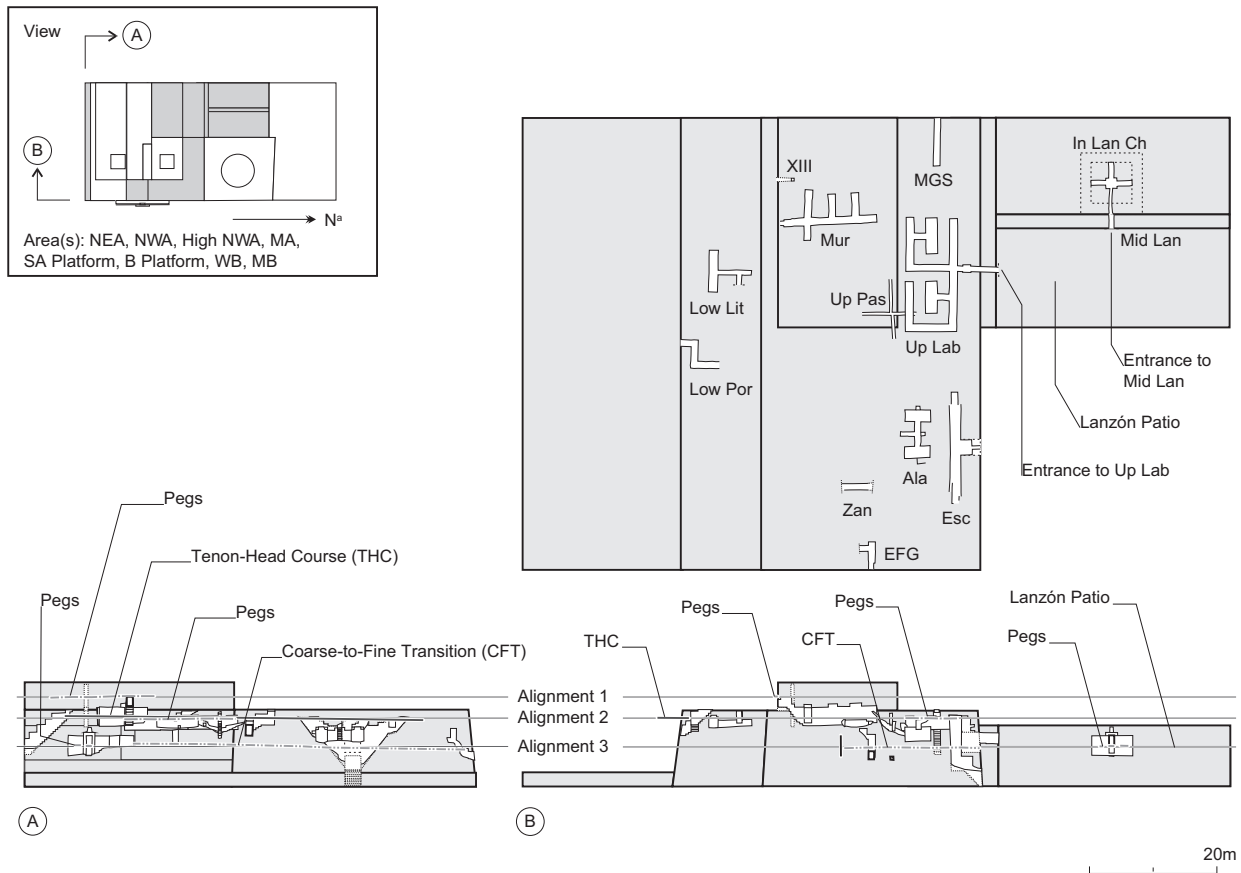 View
A
B
Nª
Area(s): NEA, NWA, High NWA, MA,
SA Platform, B Platform, WB, MB
In Lan Ch
XIII
MGS
Mur
Mid Lan
Low Lit
Up Pas
Up Lab
Low Por
Entrance to
Mid Lan
Lanzón Patio
Entrance to Up Lab
Ala
Zan
Esc
EFG
Pegs
Tenon-Head Course (THC)
Pegs
Pegs
Coarse-to-Fine Transition (CFT)
THC
Pegs
CFT
Pegs
Lanzón Patio
Pegs
Alignment 1
Alignment 2
Alignment 3
A
B
20m